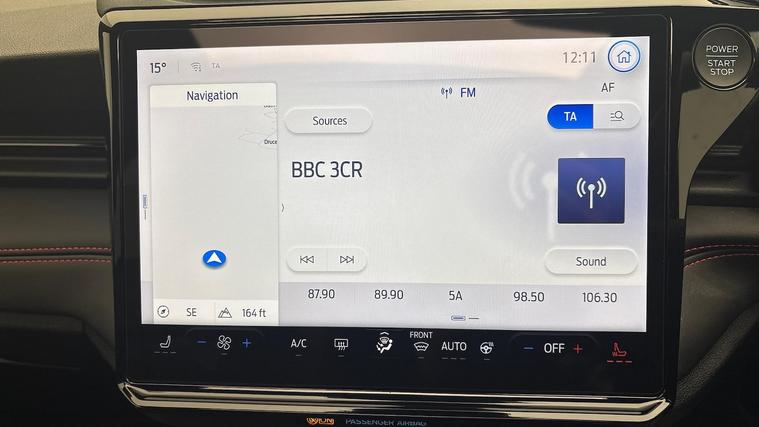 15° TA 12:11
POWER
START
STOP
Navigation
FM
AF
Sources
TA
Druce
BBC 3CR
Sound
87.90 89.90 5A 98.50 106.30
SE 164 ft
A/C FRONT AUTO OFF
PASSENGER AIRBAG